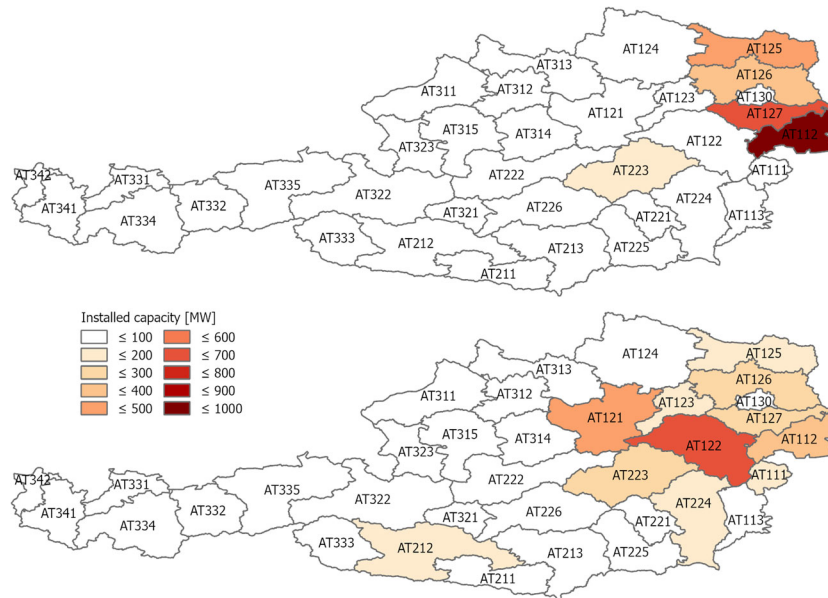 AT124
AT125
AT313
AT126
AT312
AT311
AT123
AT130
AT121
AT127
AT315
AT314
AT112
AT323
AT122
AT342
AT222
AT223
AT111
AT331
AT335
AT322
AT224
AT341
AT332
AT321
AT226
AT221
AT113
AT334
AT333
AT212
AT213
AT225
AT211
Installed capacity [MW]
≤ 100 ≤ 600
≤ 200 ≤ 700
≤ 300 ≤ 800
≤ 400 ≤ 900
≤ 500 ≤ 1000
AT124
AT125
AT313
AT126
AT312
AT311
AT123
AT130
AT121
AT127
AT315
AT314
AT112
AT323
AT122
AT342
AT222
AT223
AT111
AT331
AT335
AT322
AT224
AT341
AT332
AT321
AT226
AT221
AT113
AT334
AT333
AT212
AT213
AT225
AT211